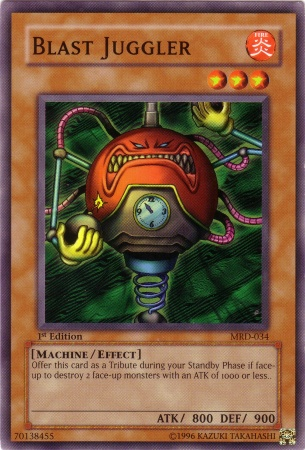 BLAST JUGGLER
FIRE
炎
1st Edition
MRD-034
[MACHINE/EFFECT]
Offer this card as a Tribute during your Standby Phase if face-
up to destroy 2 face-up monsters with an ATK of 1000 or less..
ATK/ 800 DEF/ 900
70138455
©1996 KAZUKI TAKAHASHI